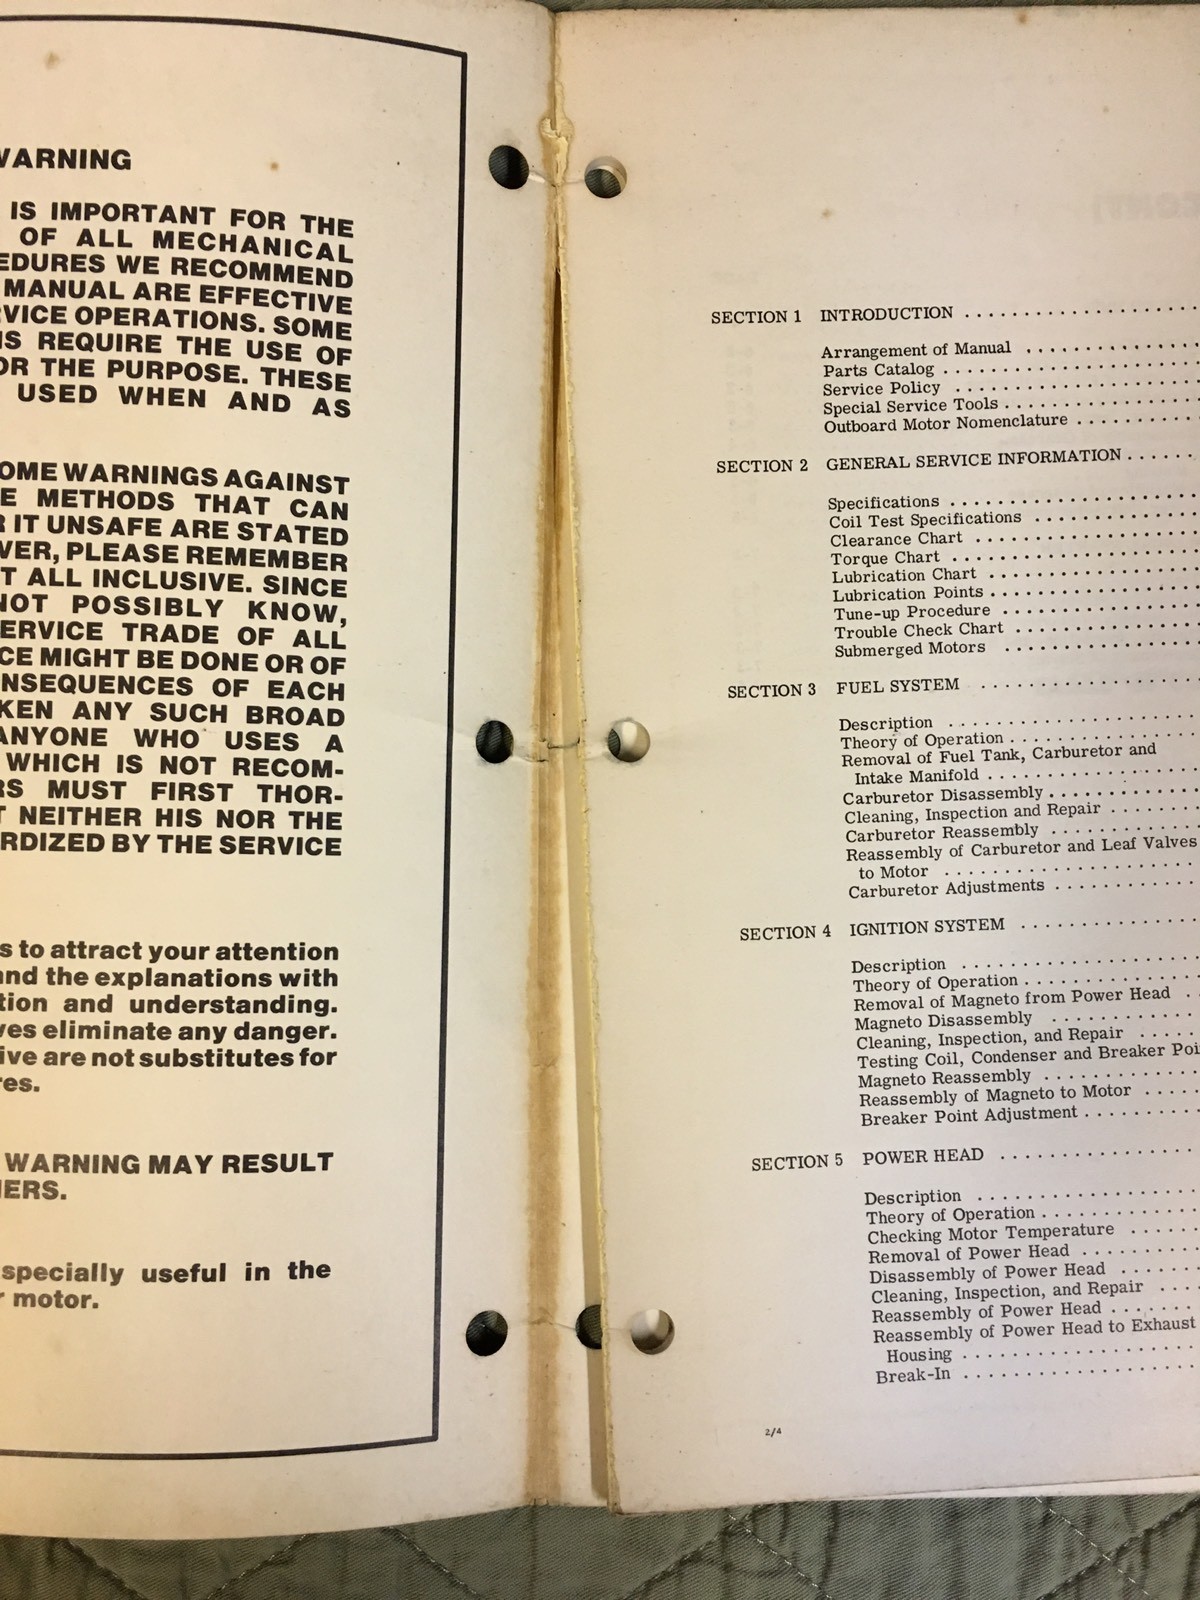 WARNING
IS IMPORTANT FOR THE
OF ALL MECHANICAL
EDURES WE RECOMMEND
MANUAL ARE EFFECTIVE
RVICE OPERATIONS. SOME
NS REQUIRE THE USE OF
OR THE PURPOSE. THESE
USED WHEN AND AS
OME WARNINGS AGAINST
E METHODS THAT CAN
R IT UNSAFE ARE STATED
VER, PLEASE REMEMBER
T ALL INCLUSIVE. SINCE
NOT POSSIBLY KNOW,
SERVICE TRADE OF ALL
CE MIGHT BE DONE OR OF
NSEQUENCES OF EACH
KEN ANY SUCH BROAD
ANYONE WHO USES A
WHICH IS NOT RECOM-
RS MUST FIRST THOR-
T NEITHER HIS NOR THE
RDIZED BY THE SERVICE
s to attract your attention
and the explanations with
tion and understanding.
ves eliminate any danger.
ive are not substitutes for
res.
WARNING MAY RESULT
HERS.
specially useful in the
r motor.
SECTION 1 INTRODUCTION
Arrangement of Manual
Parts Catalog
Service Policy
Special Service Tools
Outboard Motor Nomenclature
SECTION 2 GENERAL SERVICE INFORMATION
Specifications
Coil Test Specifications
Clearance Chart
Torque Chart
Lubrication Chart
Lubrication Points
Tune-up Procedure
Trouble Check Chart
Submerged Motors
SECTION 3 FUEL SYSTEM
Description
Theory of Operation
Removal of Fuel Tank, Carburetor and
Intake Manifold
Carburetor Disassembly
Cleaning, Inspection and Repair
Carburetor Reassembly
Reassembly of Carburetor and Leaf Valves
to Motor
Carburetor Adjustments
SECTION 4 IGNITION SYSTEM
Description
Theory of Operation
Removal of Magneto from Power Head
Magneto Disassembly
Cleaning, Inspection, and Repair
Testing Coil, Condenser and Breaker Poi
Magneto Reassembly
Reassembly of Magneto to Motor
Breaker Point Adjustment
SECTION 5 POWER HEAD
Description
Theory of Operation
Checking Motor Temperature
Removal of Power Head
Disassembly of Power Head
Cleaning, Inspection, and Repair
Reassembly of Power Head
Reassembly of Power Head to Exhaust
Housing
Break-In
2/4